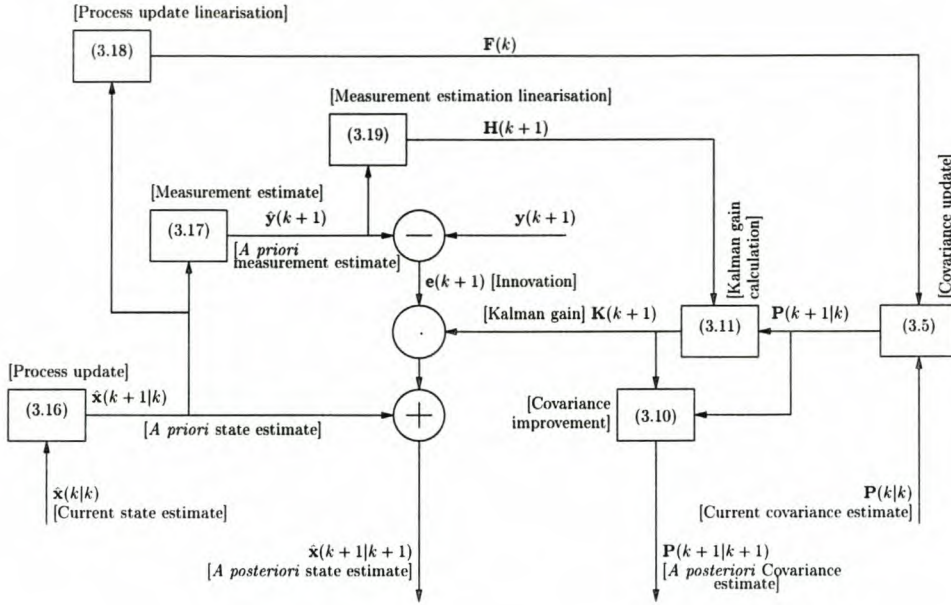 [Process update linearisation]
(3.18)
F(k)
[Measurement estimation linearisation]
(3.19)
H(k + 1)
[Measurement estimate]
(3.17)
ŷ(k + 1)
y(k + 1)
[A priori
measurement estimate]
e(k + 1) [Innovation]
[Kalman gain
calculation]
[Covariance update]
[Kalman gain] K(k + 1)
(3.11)
P(k + 1|k)
(3.5)
[Process update]
(3.16)
x̂(k + 1|k)
[A priori state estimate]
[Covariance
improvement]
(3.10)
x̂(k|k)
[Current state estimate]
P(k|k)
[Current covariance estimate]
x̂(k + 1|k + 1)
[A posteriori state estimate]
P(k + 1|k + 1)
[A posteriori Covariance
estimate]